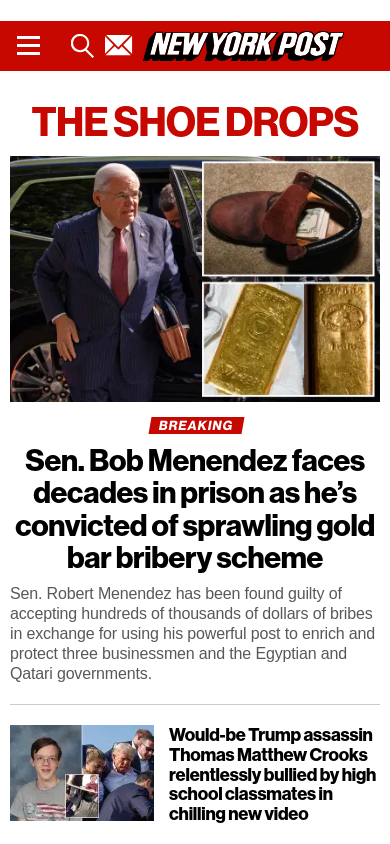 NEW YORK POST
THE SHOE DROPS
BREAKING
Sen. Bob Menendez faces
decades in prison as he’s
convicted of sprawling gold
bar bribery scheme
Sen. Robert Menendez has been found guilty of
accepting hundreds of thousands of dollars of bribes
in exchange for using his powerful post to enrich and
protect three businessmen and the Egyptian and
Qatari governments.
Would-be Trump assassin
Thomas Matthew Crooks
relentlessly bullied by high
school classmates in
chilling new video